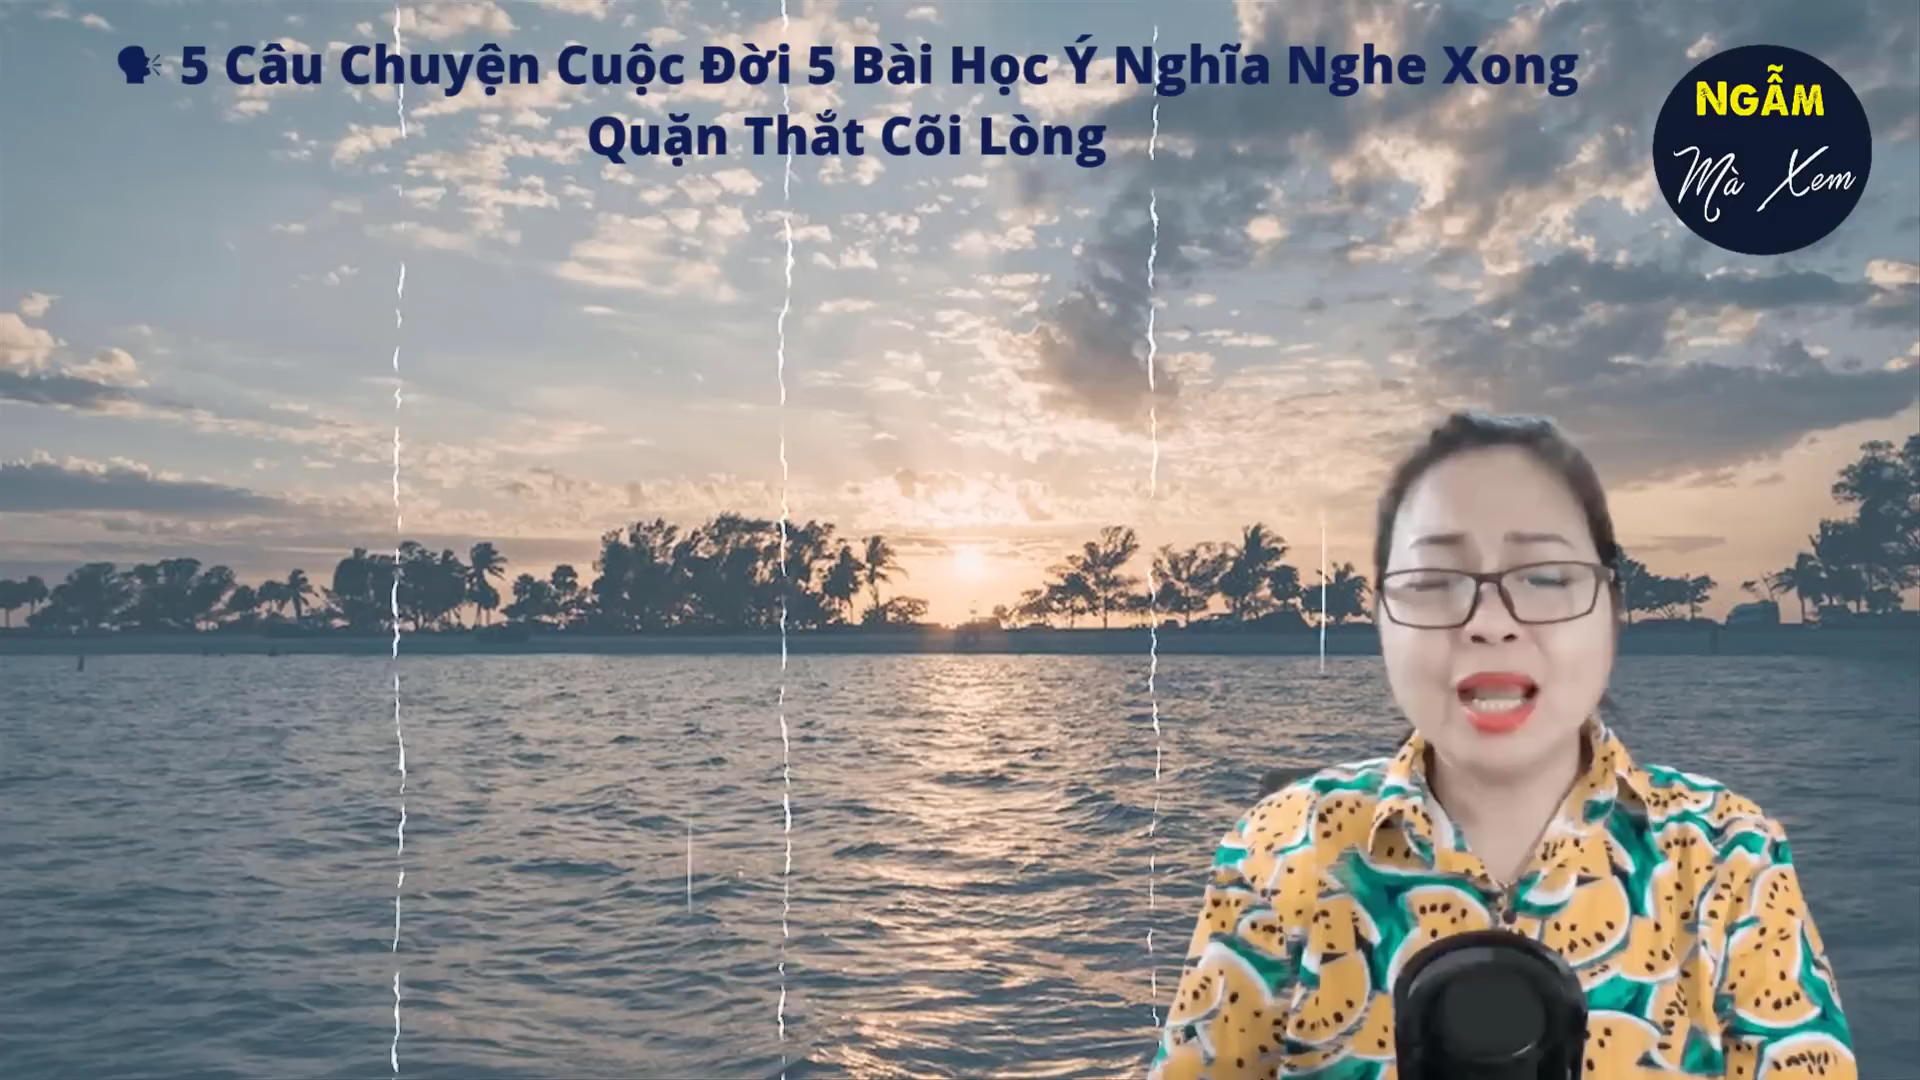 🗣 5 Câu Chuyện Cuộc Đời 5 Bài Học Ý Nghĩa Nghe Xong
Quặn Thắt Cõi Lòng
NGẪM
Mà Xem